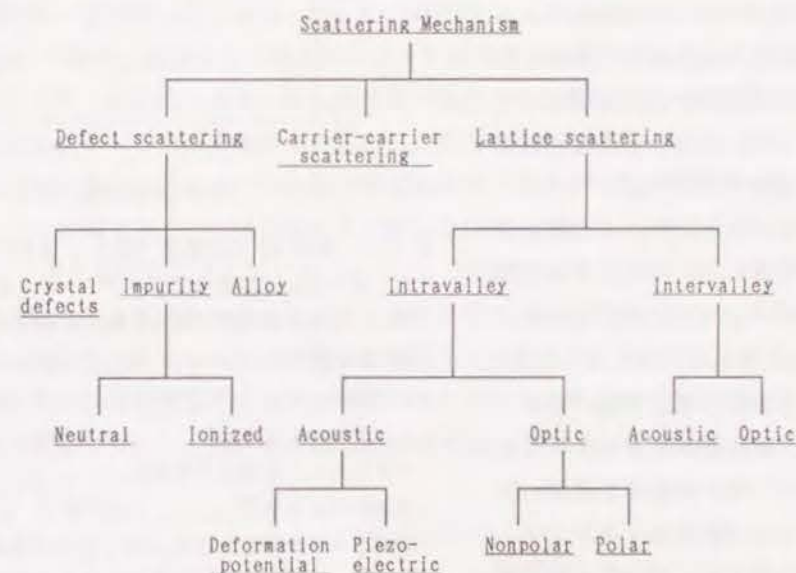 Scattering Mechanism
Defect scattering
Carrier-carrier
scattering
Lattice scattering
Crystal
defects
Impurity
Alloy
Intravalley
Intervalley
Neutral
Ionized
Acoustic
Optic
Acoustic
Optic
Deformation
potential
Piezo-
electric
Nonpolar
Polar